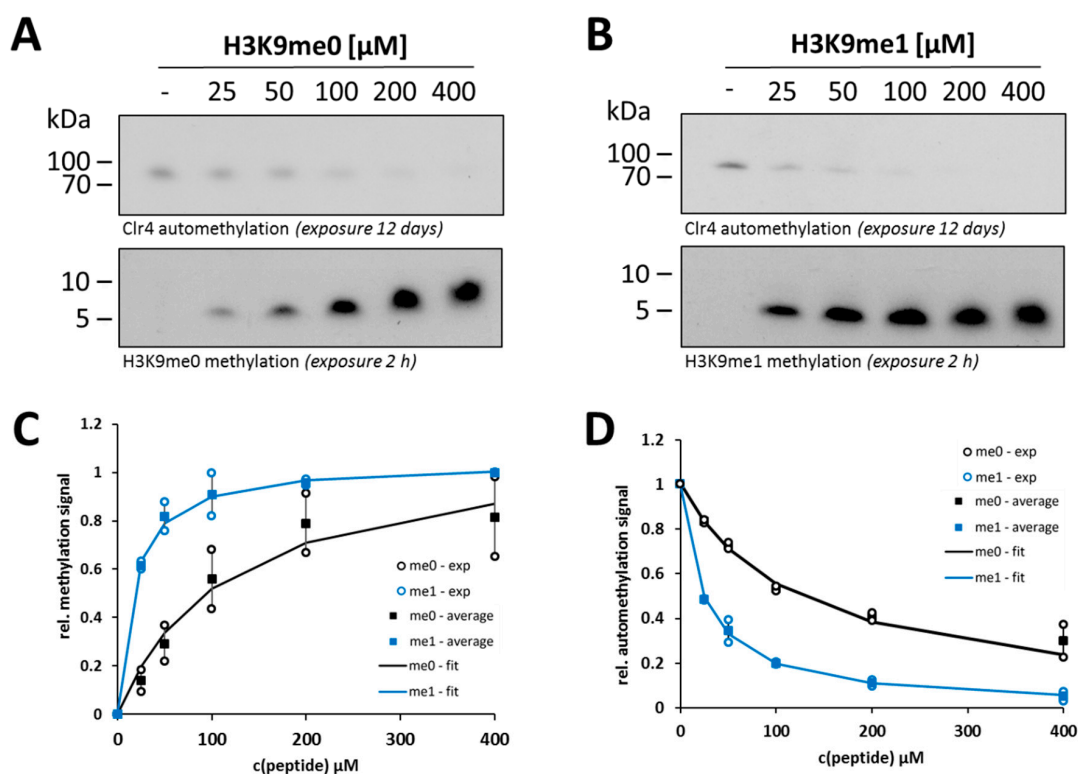 A
H3K9me0 [µM]
- 25 50 100 200 400
kDa
100 –
70 –
Clr4 automethylation (exposure 12 days)
10 –
5 –
H3K9me0 methylation (exposure 2 h)
B
H3K9me1 [µM]
- 25 50 100 200 400
kDa
100 –
70 –
Clr4 automethylation (exposure 12 days)
10 –
5 –
H3K9me1 methylation (exposure 2 h)
C
rel. methylation signal
1.2
1
0.8
0.6
0.4
0.2
0
0 100 200 300 400
c(peptide) µM
me0 - exp
me1 - exp
me0 - average
me1 - average
me0 - fit
me1 - fit
D
rel. automethylation signal
1.2
1
0.8
0.6
0.4
0.2
0
0 100 200 300 400
c(peptide) µM
me0 - exp
me1 - exp
me0 - average
me1 - average
me0 - fit
me1 - fit